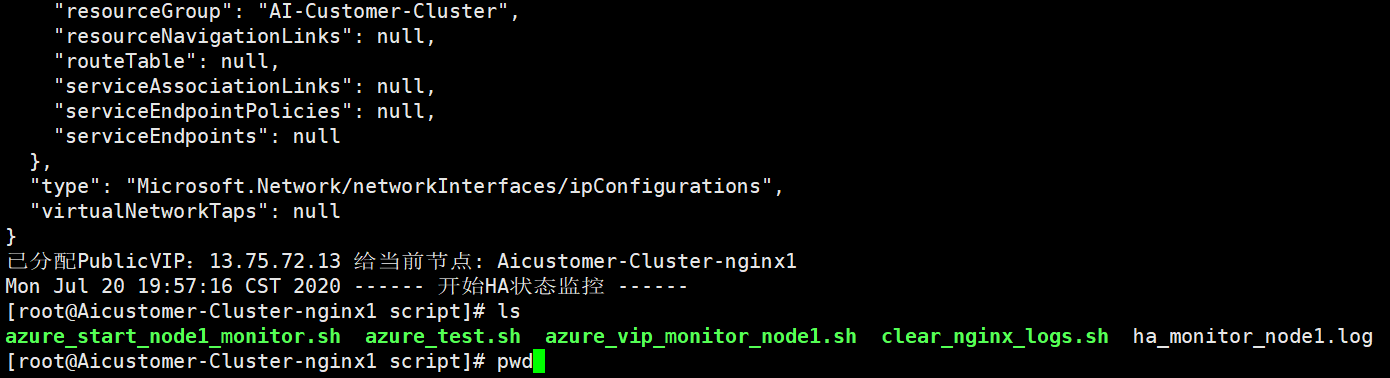 "resourceGroup": "AI-Customer-Cluster",
"resourceNavigationLinks": null,
"routeTable": null,
"serviceAssociationLinks": null,
"serviceEndpointPolicies": null,
"serviceEndpoints": null
},
"type": "Microsoft.Network/networkInterfaces/ipConfigurations",
"virtualNetworkTaps": null
}
已分配PublicVIP：13.75.72.13 给当前节点: Aicustomer-Cluster-nginx1
Mon Jul 20 19:57:16 CST 2020 ------ 开始HA状态监控 ------
[root@Aicustomer-Cluster-nginx1 script]# ls
azure_start_node1_monitor.sh azure_test.sh azure_vip_monitor_node1.sh clear_nginx_logs.sh ha_monitor_node1.log
[root@Aicustomer-Cluster-nginx1 script]# pwd